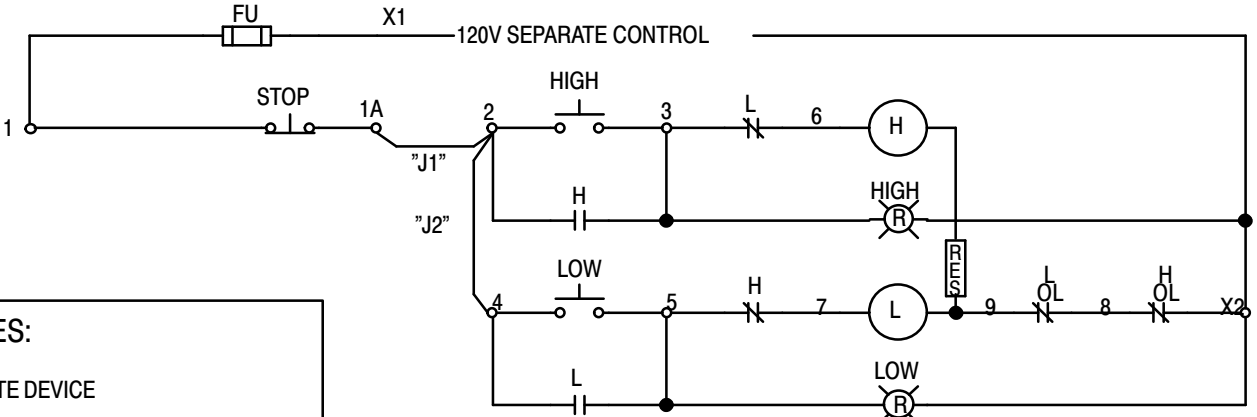 FU
X1
120V SEPARATE CONTROL
HIGH
STOP
1A
2
3
L
6
1
H
"J1"
HIGH
H
R
"J2"
RES
LOW
H
L
OL
H
OL
4
5
7
L
9
8
X2
ES:
LOW
TE DEVICE
L
R